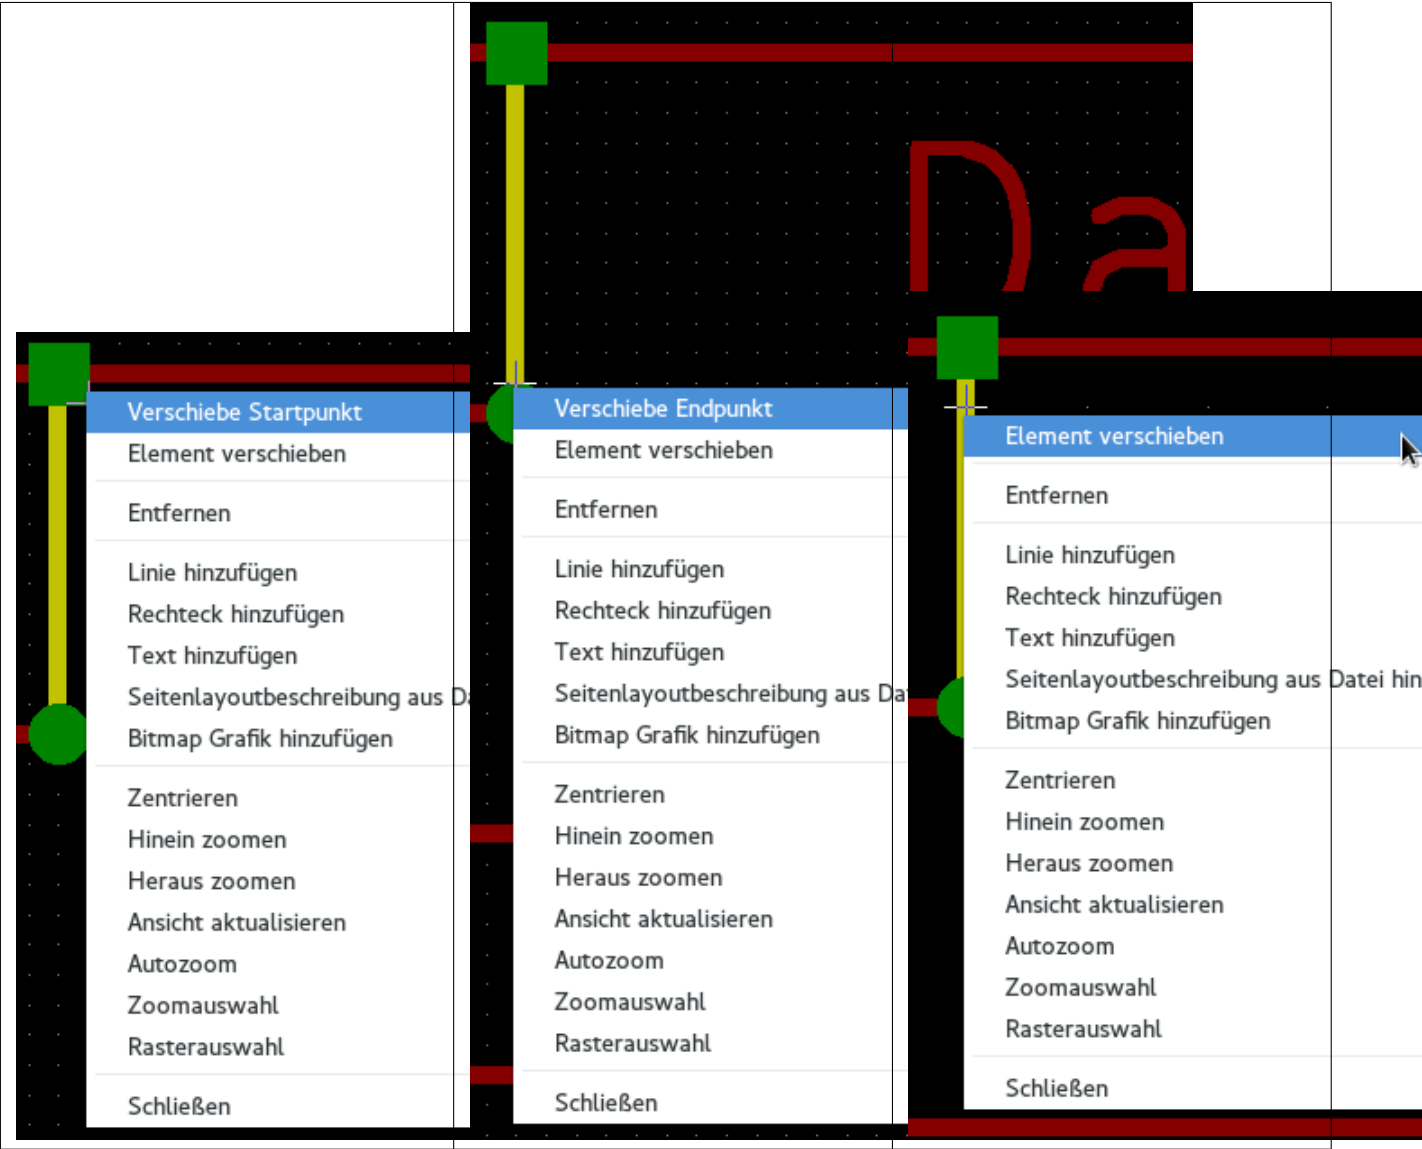 Da
Verschiebe Startpunkt
Element verschieben
Entfernen
Linie hinzufügen
Rechteck hinzufügen
Text hinzufügen
Seitenlayoutbeschreibung aus Da
Bitmap Grafik hinzufügen
Zentrieren
Hinein zoomen
Heraus zoomen
Ansicht aktualisieren
Autozoom
Zoomauswahl
Rasterauswahl
Schließen
Verschiebe Endpunkt
Element verschieben
Entfernen
Linie hinzufügen
Rechteck hinzufügen
Text hinzufügen
Seitenlayoutbeschreibung aus Dat
Bitmap Grafik hinzufügen
Zentrieren
Hinein zoomen
Heraus zoomen
Ansicht aktualisieren
Autozoom
Zoomauswahl
Rasterauswahl
Schließen
Element verschieben
Entfernen
Linie hinzufügen
Rechteck hinzufügen
Text hinzufügen
Seitenlayoutbeschreibung aus Datei hin
Bitmap Grafik hinzufügen
Zentrieren
Hinein zoomen
Heraus zoomen
Ansicht aktualisieren
Autozoom
Zoomauswahl
Rasterauswahl
Schließen